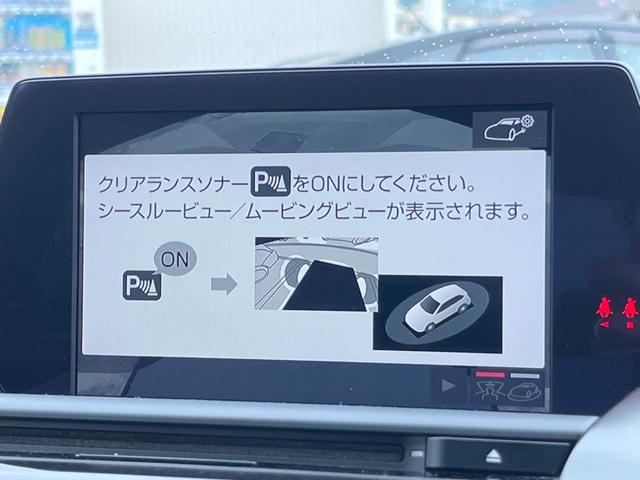 クリアランスソナー P をONにしてください。
シースルービュー／ムービングビューが表示されます。
ON
P